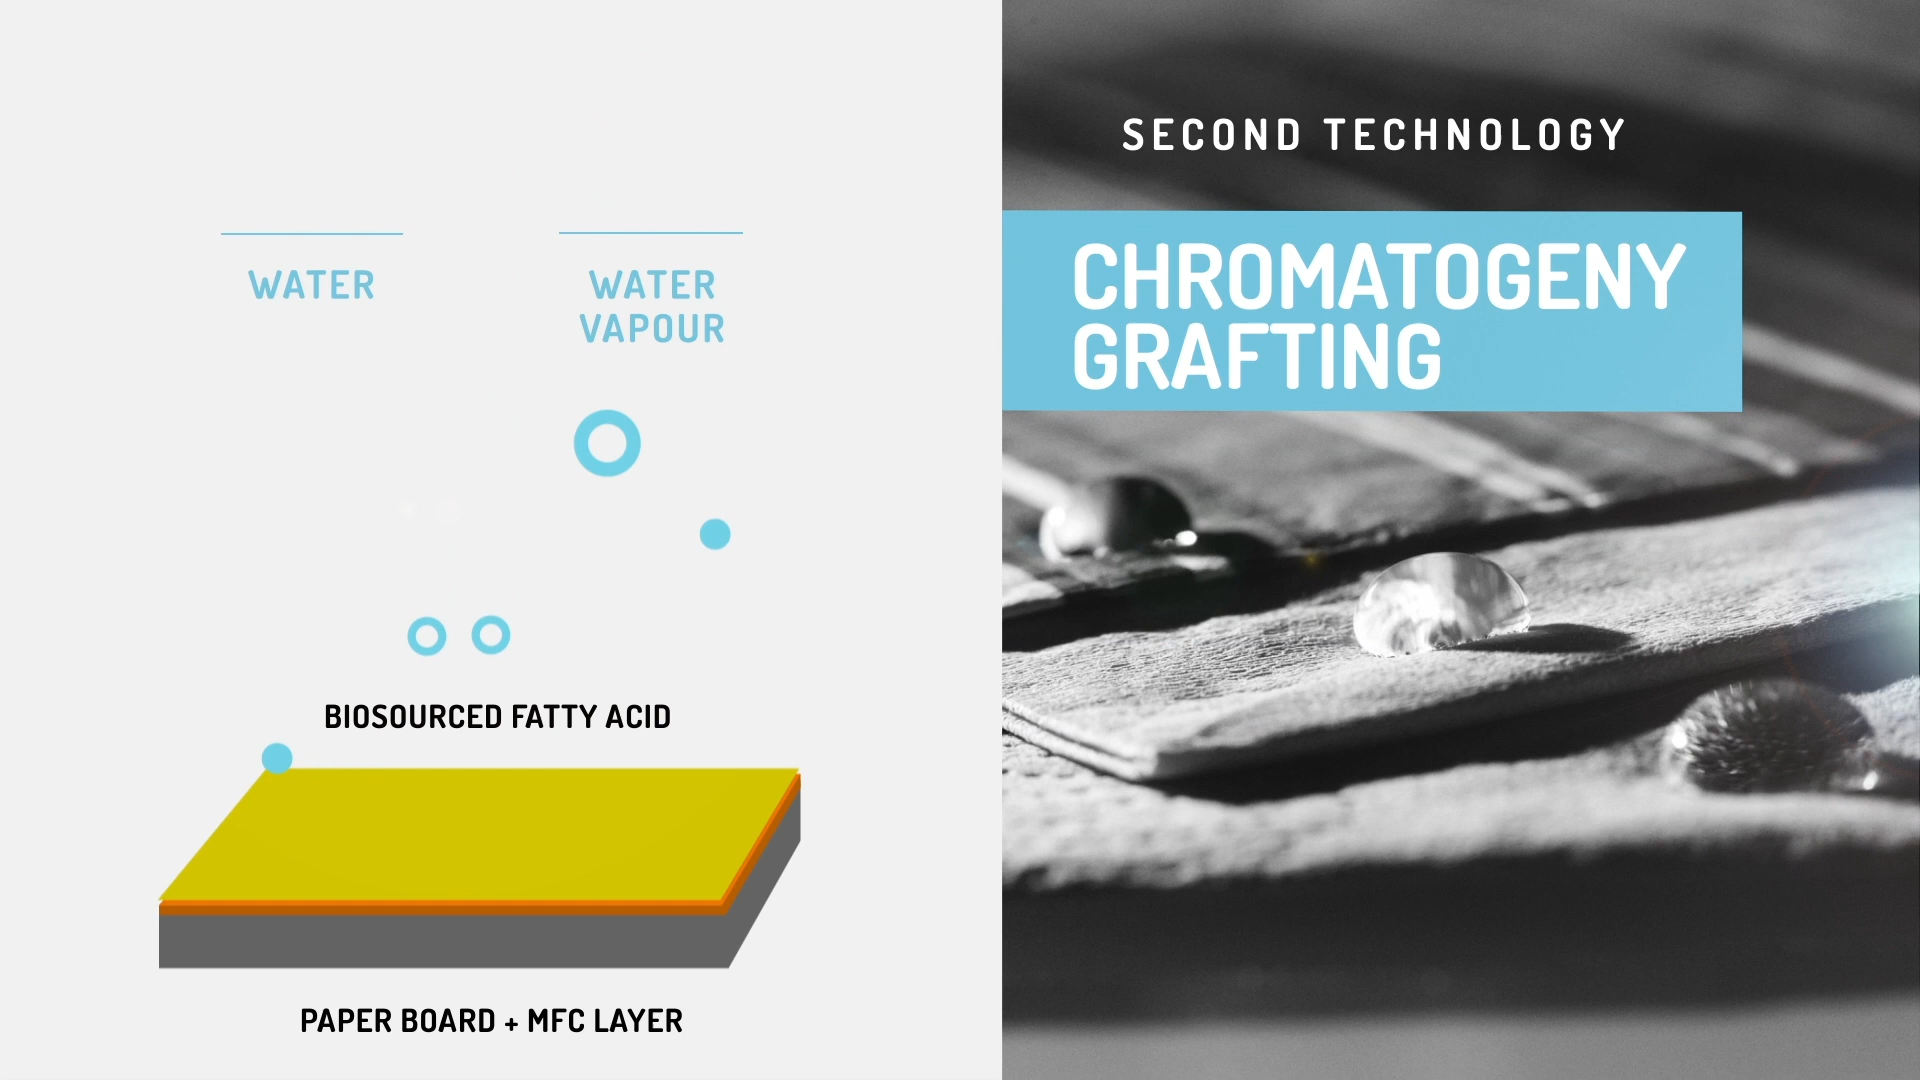 WATER
WATER
VAPOUR
BIOSOURCED FATTY ACID
PAPER BOARD + MFC LAYER
SECOND TECHNOLOGY
CHROMATOGENY
GRAFTING